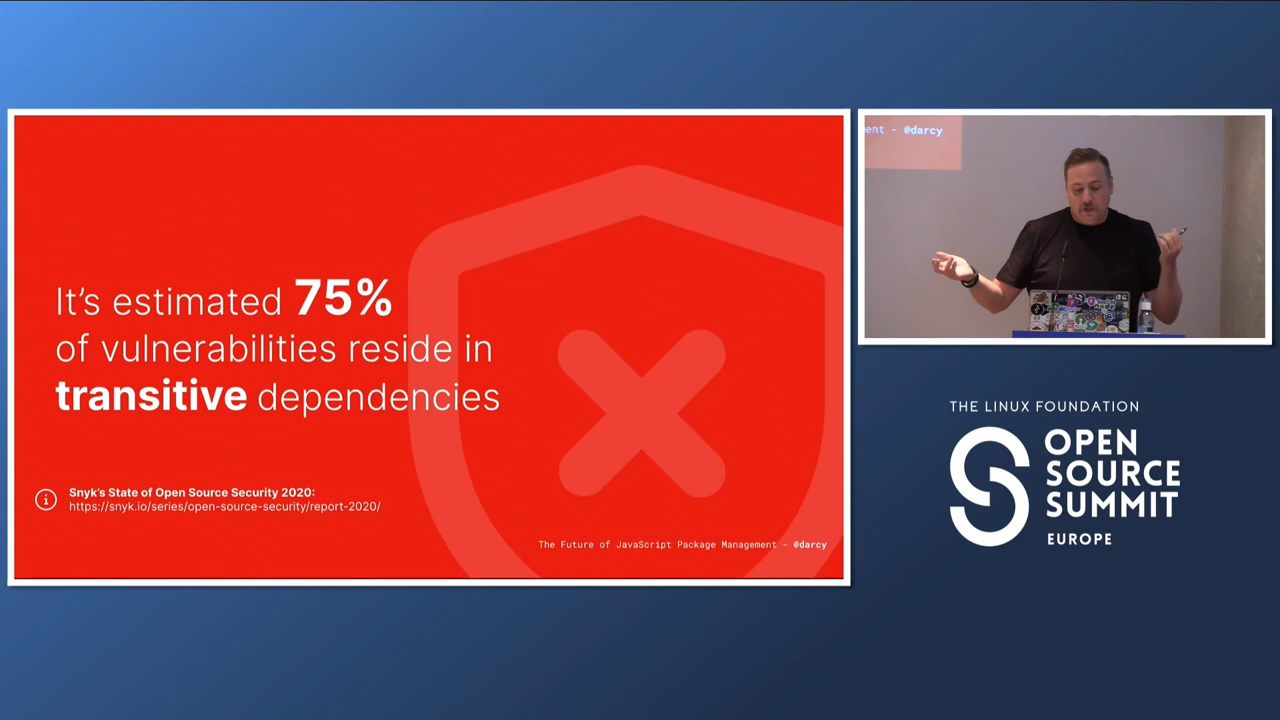 It's estimated 75%
of vulnerabilities reside in
transitive dependencies
Snyk's State of Open Source Security 2020:
https://snyk.io/series/open-source-security/report-2020/
The Future of JavaScript Package Management - @darcy
ent - @darcy
THE LINUX FOUNDATION
OPEN
SOURCE
SUMMIT
EUROPE